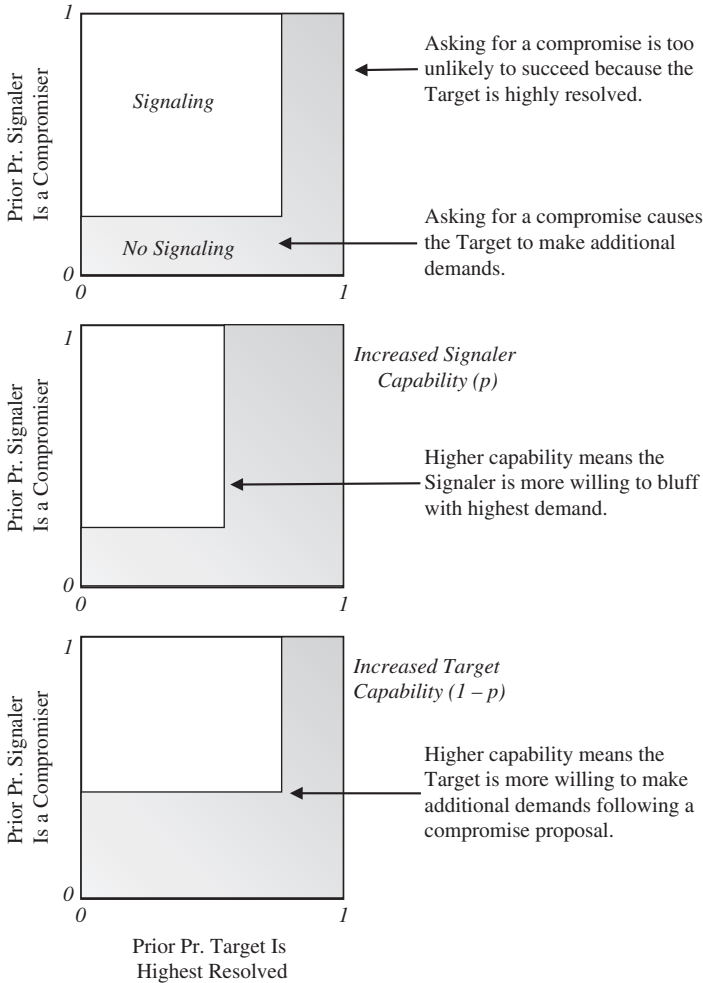 Prior Pr. Signaler
Is a Compromiser
1
Signaling
No Signaling
0
0
1
Asking for a compromise is too
unlikely to succeed because the
Target is highly resolved.
Asking for a compromise causes
the Target to make additional
demands.
Prior Pr. Signaler
Is a Compromiser
1
0
0
1
Increased Signaler
Capability (p)
Higher capability means the
Signaler is more willing to bluff
with highest demand.
Prior Pr. Signaler
Is a Compromiser
1
0
0
1
Increased Target
Capability (1 – p)
Higher capability means the
Target is more willing to make
additional demands following a
compromise proposal.
Prior Pr. Target Is
Highest Resolved